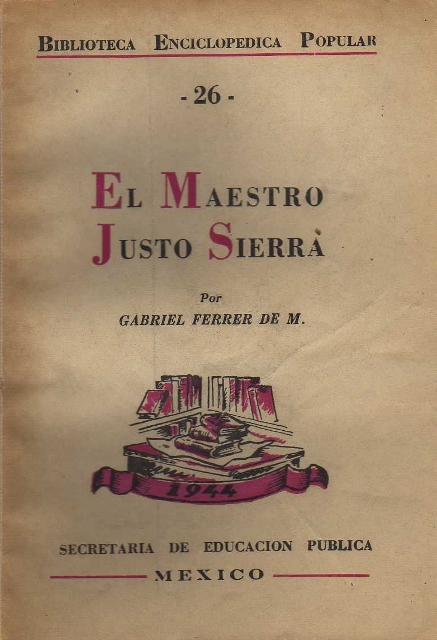 BIBLIOTECA ENCICLOPEDICA POPULAR
- 26 -
EL MAESTRO
JUSTO SIERRA
Por
GABRIEL FERRER DE M.
1944
SECRETARIA DE EDUCACION PUBLICA
MEXICO